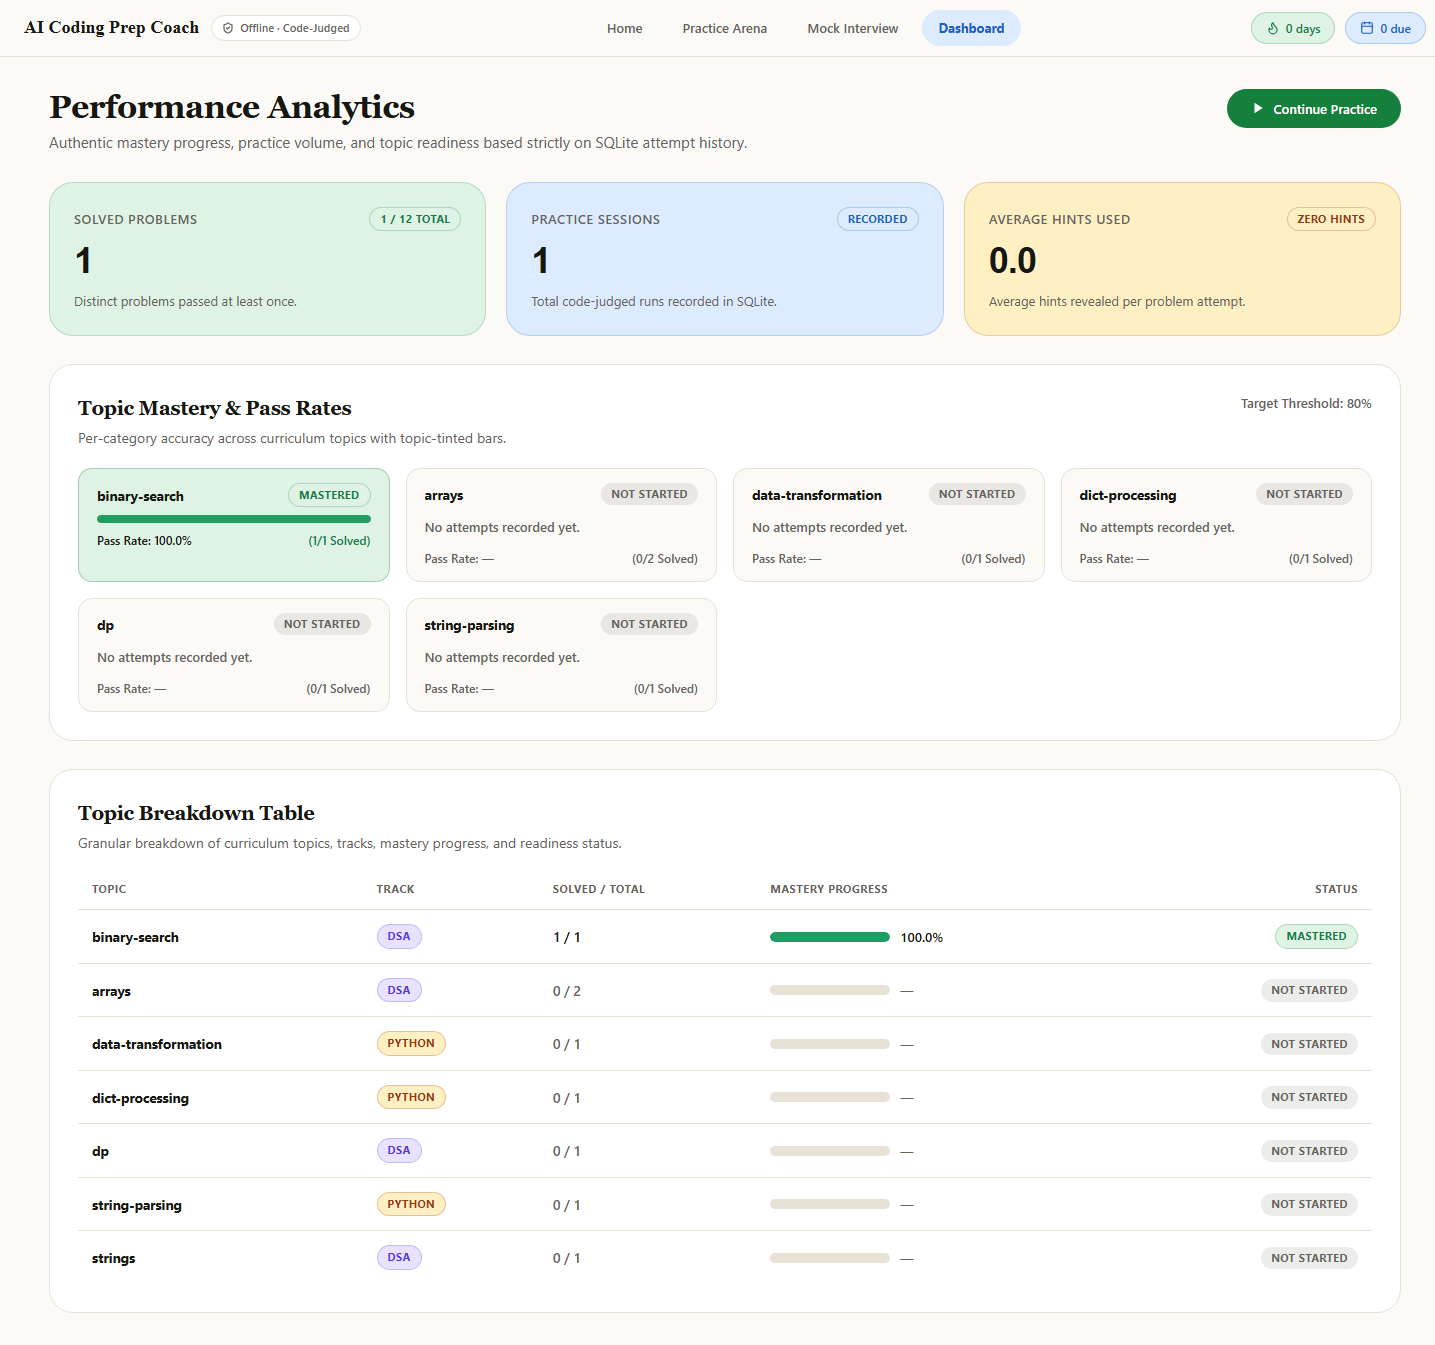 AI Coding Prep Coach
Offline · Code-Judged
Home
Practice Arena
Mock Interview
Dashboard
0 days
0 due
Performance Analytics
Authentic mastery progress, practice volume, and topic readiness based strictly on SQLite attempt history.
Continue Practice
SOLVED PROBLEMS
1 / 12 TOTAL
1
Distinct problems passed at least once.
PRACTICE SESSIONS
RECORDED
1
Total code-judged runs recorded in SQLite.
AVERAGE HINTS USED
ZERO HINTS
0.0
Average hints revealed per problem attempt.
Topic Mastery & Pass Rates
Target Threshold: 80%
Per-category accuracy across curriculum topics with topic-tinted bars.
binary-search
MASTERED
Pass Rate: 100.0%
(1/1 Solved)
arrays
NOT STARTED
No attempts recorded yet.
Pass Rate: —
(0/2 Solved)
data-transformation
NOT STARTED
No attempts recorded yet.
Pass Rate: —
(0/1 Solved)
dict-processing
NOT STARTED
No attempts recorded yet.
Pass Rate: —
(0/1 Solved)
dp
NOT STARTED
No attempts recorded yet.
Pass Rate: —
(0/1 Solved)
string-parsing
NOT STARTED
No attempts recorded yet.
Pass Rate: —
(0/1 Solved)
Topic Breakdown Table
Granular breakdown of curriculum topics, tracks, mastery progress, and readiness status.
TOPIC TRACK SOLVED / TOTAL MASTERY PROGRESS STATUS
binary-search DSA 1 / 1 100.0% MASTERED
arrays DSA 0 / 2 — NOT STARTED
data-transformation PYTHON 0 / 1 — NOT STARTED
dict-processing PYTHON 0 / 1 — NOT STARTED
dp DSA 0 / 1 — NOT STARTED
string-parsing PYTHON 0 / 1 — NOT STARTED
strings DSA 0 / 1 — NOT STARTED